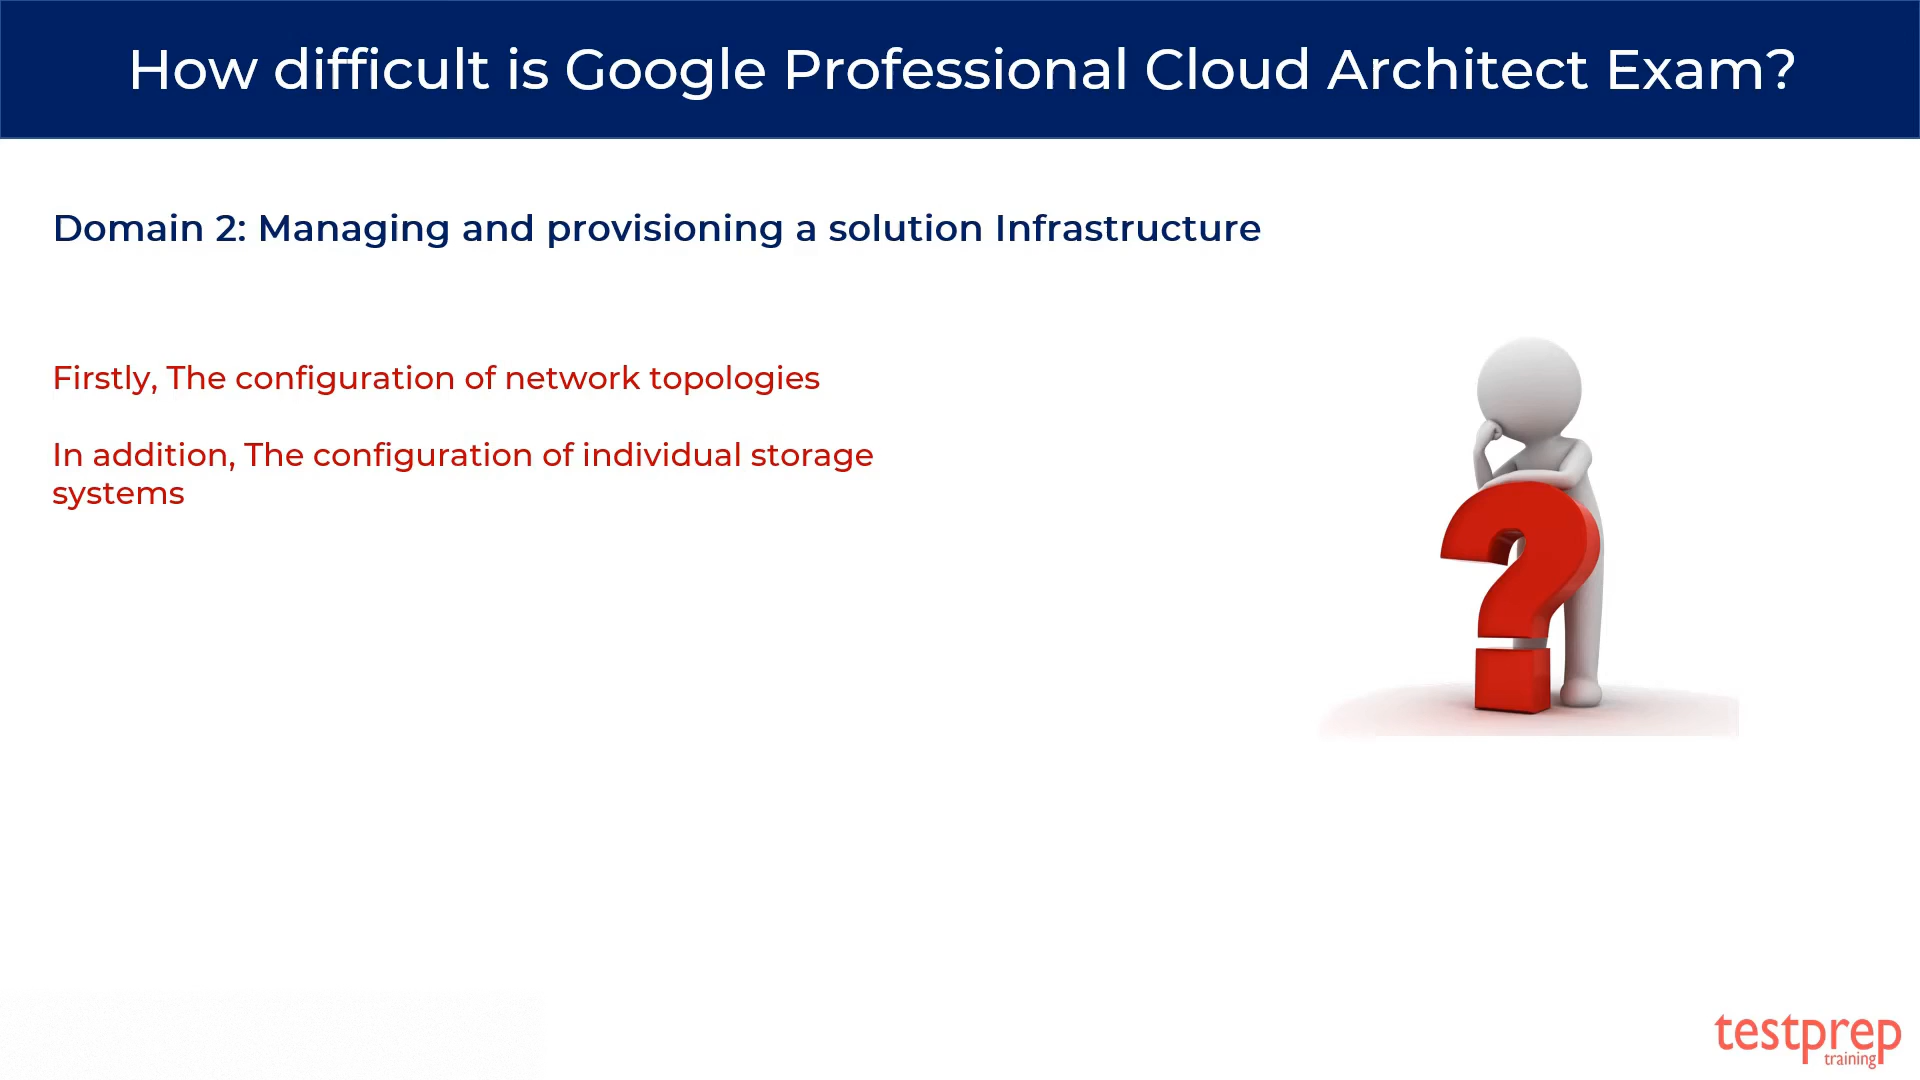 How difficult is Google Professional Cloud Architect Exam?
Domain 2: Managing and provisioning a solution Infrastructure
Firstly, The configuration of network topologies
In addition, The configuration of individual storage
systems
testprep
training